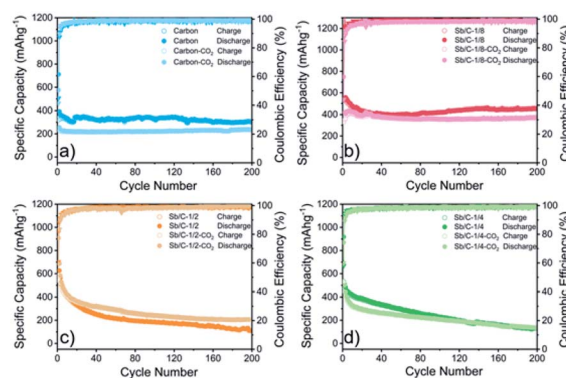 1200
1000
800
600
400
200
0
Specific Capacity (mAhg⁻¹)
100
80
60
40
20
0
Coulombic Efficiency (%)
Carbon Charge
Carbon Discharge
Carbon-CO₂ Charge
Carbon-CO₂ Discharge
a)
0 40 80 120 160 200
Cycle Number
1200
1000
800
600
400
200
0
Specific Capacity (mAhg⁻¹)
100
80
60
40
20
0
Coulombic Efficiency (%)
Sb/C-1/8 Charge
Sb/C-1/8 Discharge
Sb/C-1/8-CO₂ Charge
Sb/C-1/8-CO₂ Discharge
b)
0 40 80 120 160 200
Cycle Number
1200
1000
800
600
400
200
0
Specific Capacity (mAhg⁻¹)
100
80
60
40
20
0
Coulombic Efficiency (%)
Sb/C-1/2 Charge
Sb/C-1/2 Discharge
Sb/C-1/2-CO₂ Charge
Sb/C-1/2-CO₂ Discharge
c)
0 40 80 120 160 200
Cycle Number
1200
1000
800
600
400
200
0
Specific Capacity (mAhg⁻¹)
100
80
60
40
20
0
Coulombic Efficiency (%)
Sb/C-1/4 Charge
Sb/C-1/4 Discharge
Sb/C-1/4-CO₂ Charge
Sb/C-1/4-CO₂ Discharge
d)
0 40 80 120 160 200
Cycle Number